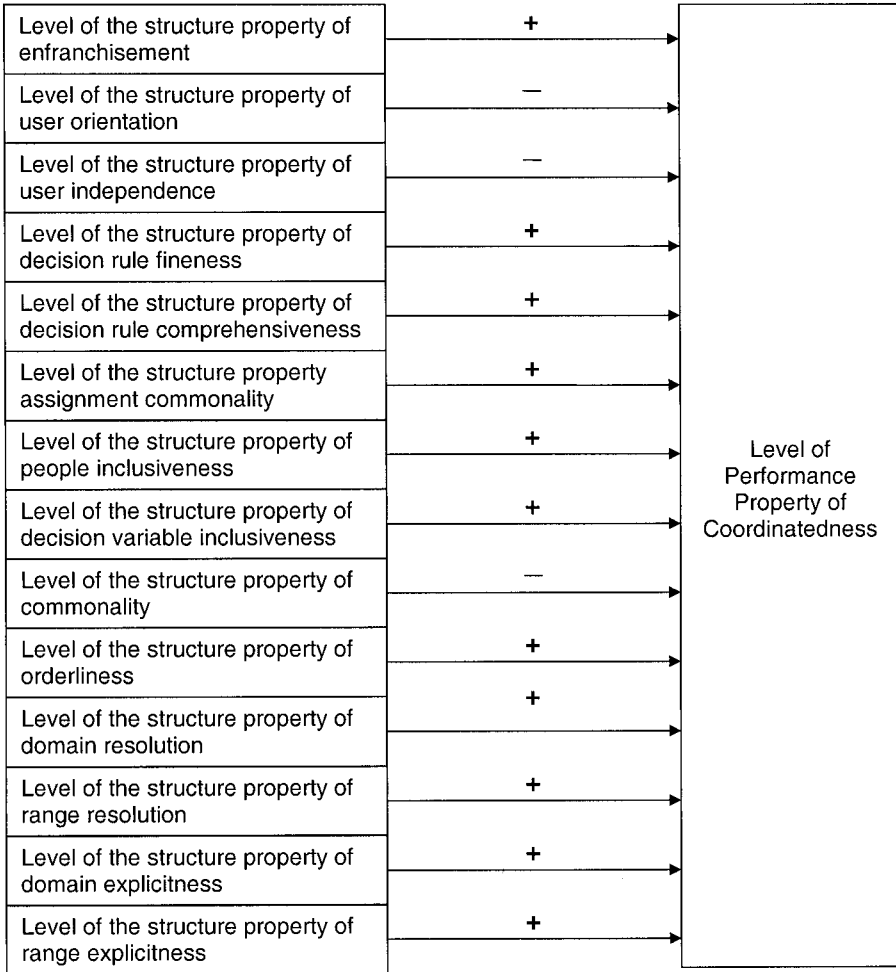 Level of the structure property of
enfranchisement
+
Level of the structure property of
user orientation
—
Level of the structure property of
user independence
—
Level of the structure property of
decision rule fineness
+
Level of the structure property of
decision rule comprehensiveness
+
Level of the structure property
assignment commonality
+
Level of the structure property of
people inclusiveness
+
Level of the structure property of
decision variable inclusiveness
+
Level of the structure property of
commonality
—
Level of the structure property of
orderliness
+
Level of the structure property of
domain resolution
+
Level of the structure property of
range resolution
+
Level of the structure property of
domain explicitness
+
Level of the structure property of
range explicitness
+
Level of
Performance
Property of
Coordinatedness